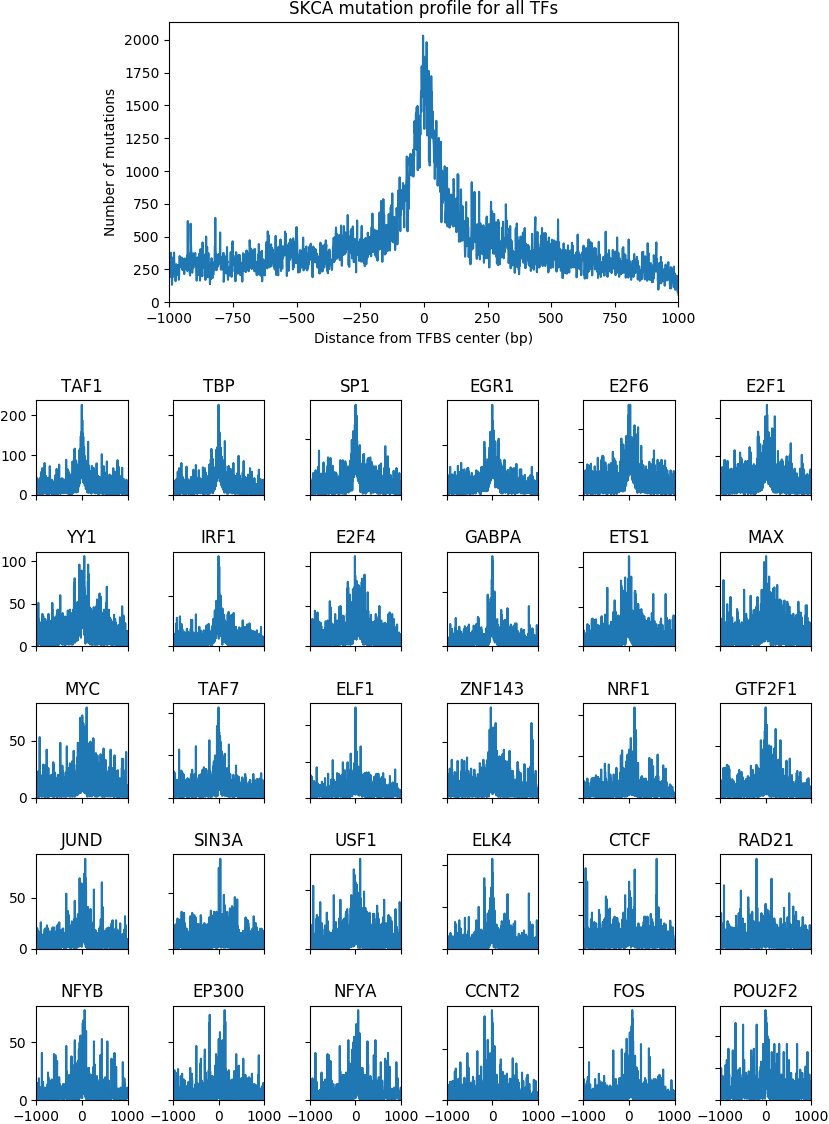 SKCA mutation profile for all TFs
Number of mutations
2000
1750
1500
1250
1000
750
500
250
0
−1000 −750 −500 −250 0 250 500 750 1000
Distance from TFBS center (bp)
TAF1 TBP SP1 EGR1 E2F6 E2F1
200
100
0
YY1 IRF1 E2F4 GABPA ETS1 MAX
100
50
0
MYC TAF7 ELF1 ZNF143 NRF1 GTF2F1
50
0
JUND SIN3A USF1 ELK4 CTCF RAD21
50
0
NFYB EP300 NFYA CCNT2 FOS POU2F2
50
0
−1000 0 1000 −1000 0 1000 −1000 0 1000 −1000 0 1000 −1000 0 1000 −1000 0 1000